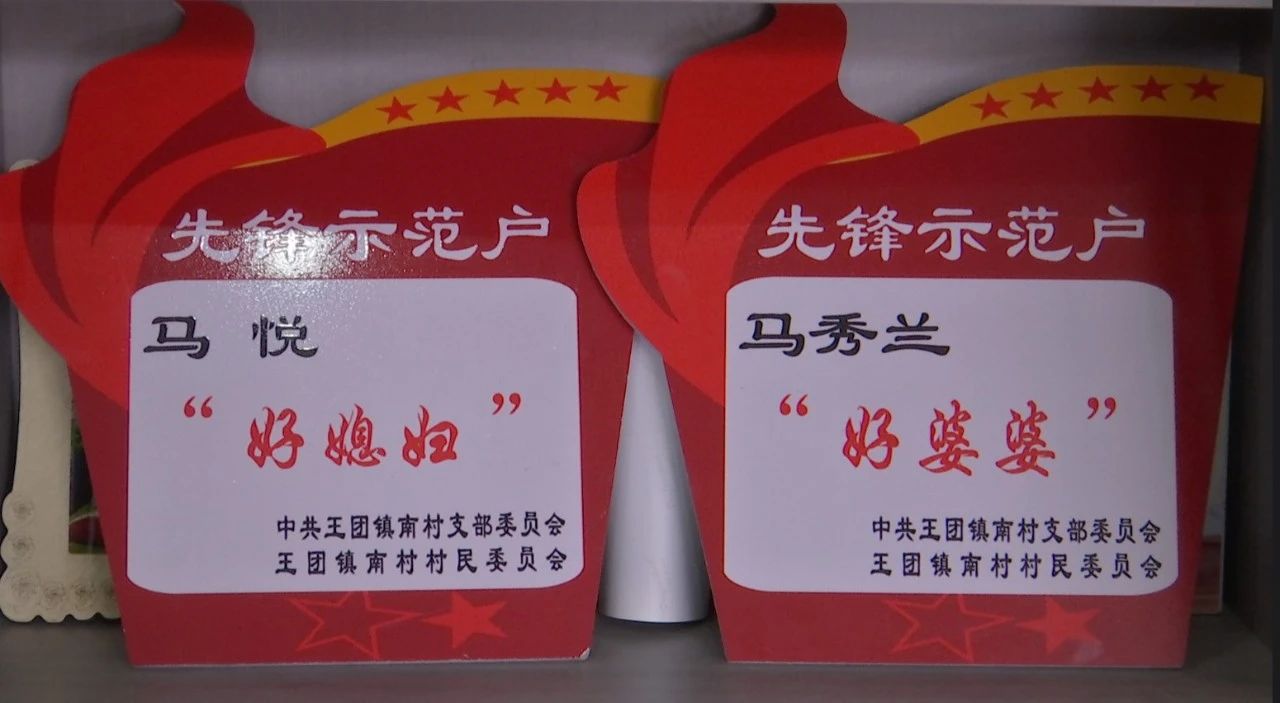 先锋示范户
马 悦
“好媳妇”
中共王团镇南村支部委员会
王团镇南村村民委员会
先锋示范户
马秀兰
“好婆婆”
中共王团镇南村支部委员会
王团镇南村村民委员会